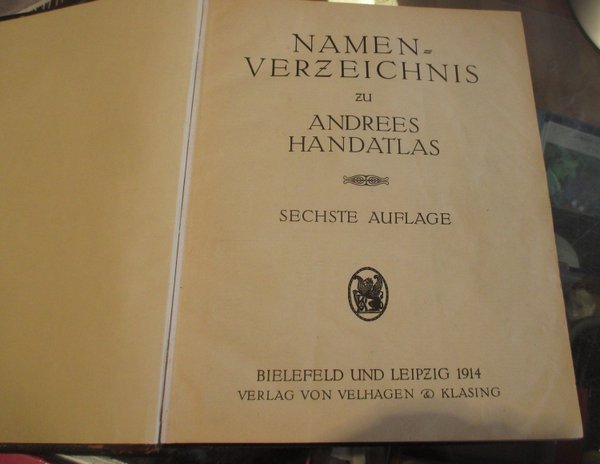 NAMEN=
VERZEICHNIS
ZU
ANDREES
HANDATLAS
SECHSTE AUFLAGE
BIELEFELD UND LEIPZIG 1914
VERLAG VON VELHAGEN & KLASING